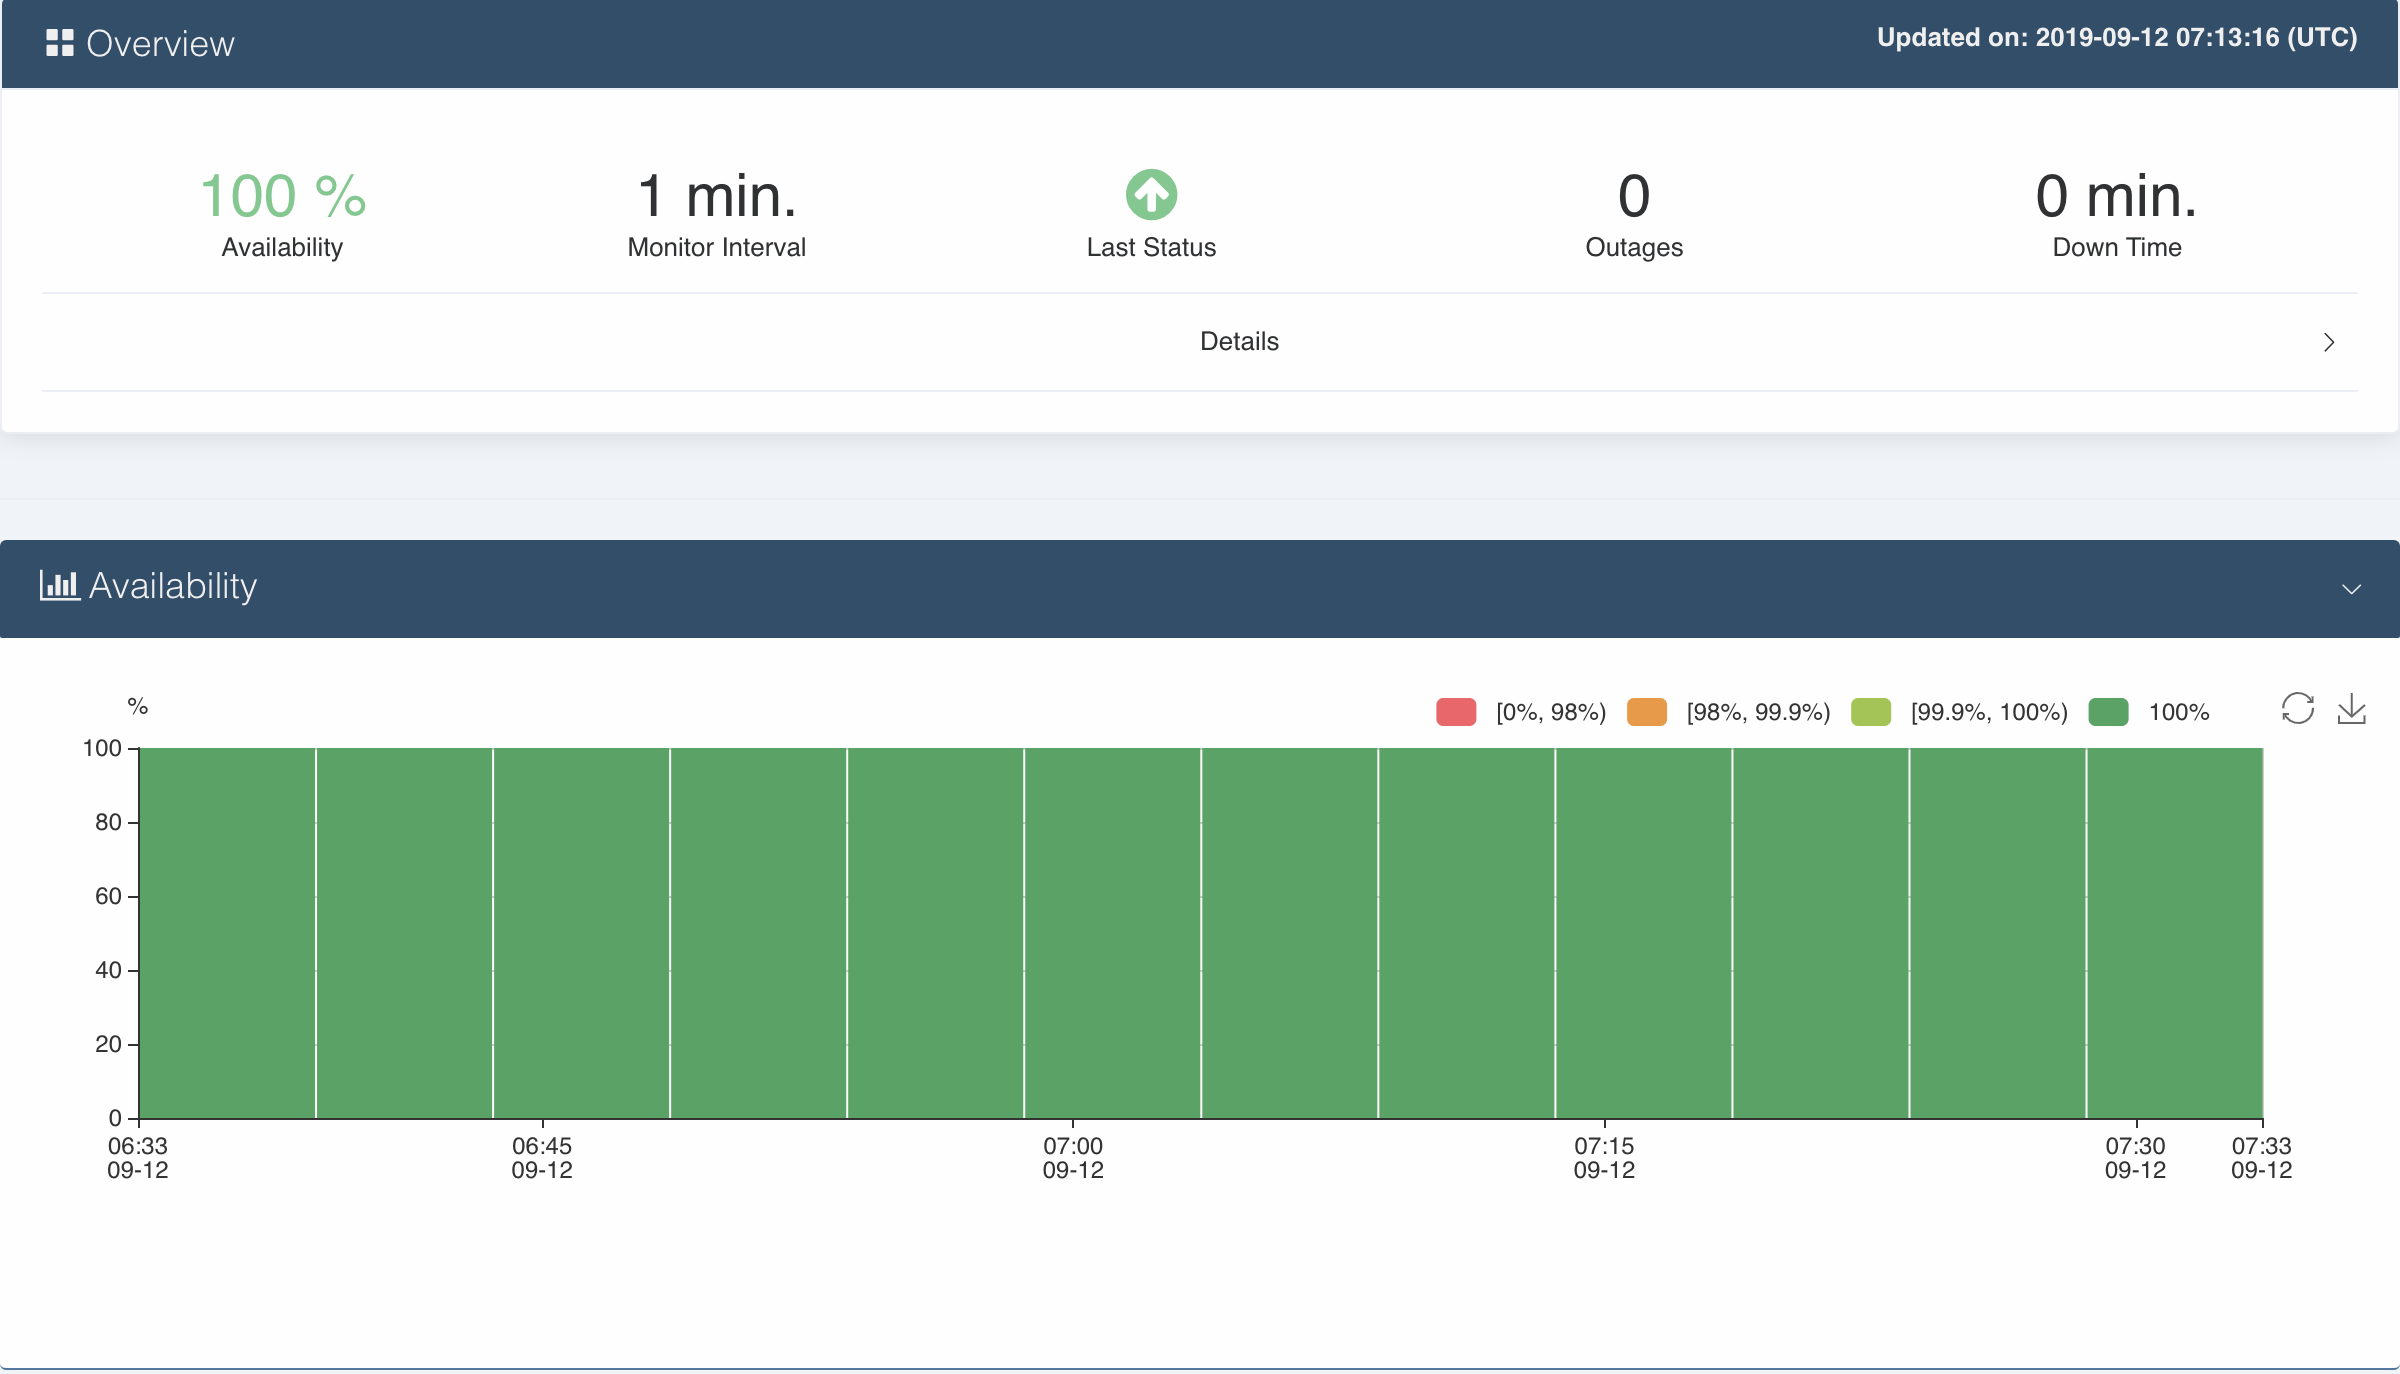 Overview
Updated on: 2019-09-12 07:13:16 (UTC)
100 %
1 min.
0
0 min.
Availability
Monitor Interval
Last Status
Outages
Down Time
Details
Availability
%
[0%, 98%)
[98%, 99.9%)
[99.9%, 100%)
100%
100
80
60
40
20
0
06:33
09-12
06:45
09-12
07:00
09-12
07:15
09-12
07:30
09-12
07:33
09-12